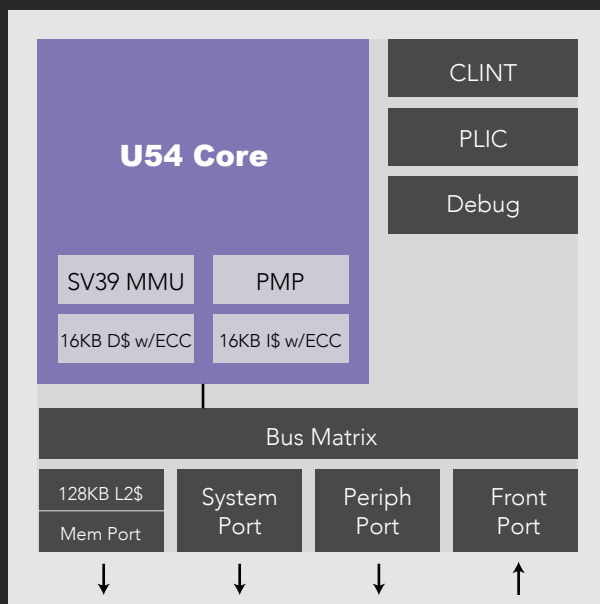 U54 Core
SV39 MMU
PMP
16KB D$ w/ECC
16KB I$ w/ECC
CLINT
PLIC
Debug
Bus Matrix
128KB L2$
Mem Port
System
Port
Periph
Port
Front
Port